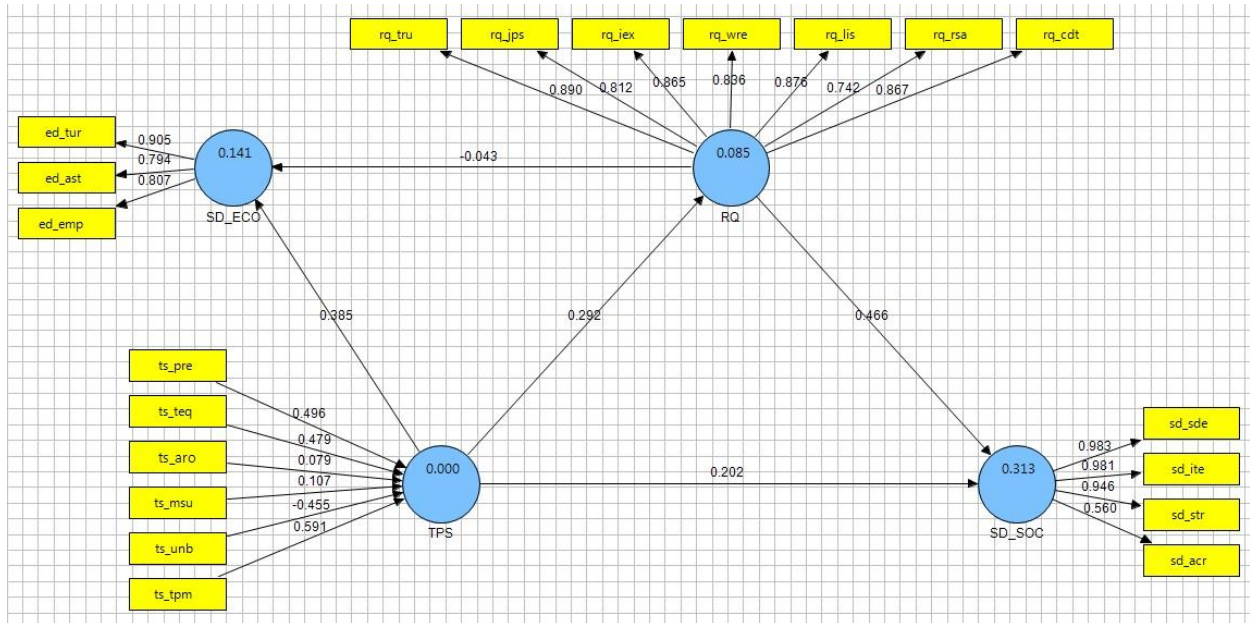 rq_tru
rq_jps
rq_iex
rq_wre
rq_lis
rq_rsa
rq_cdt
0.890
0.812
0.865
0.836
0.876
0.742
0.867
ed_tur
ed_ast
ed_emp
0.905
0.794
0.807
0.141
SD_ECO
-0.043
0.085
RQ
0.385
0.292
0.466
ts_pre
ts_teq
ts_aro
ts_msu
ts_unb
ts_tpm
0.496
0.479
0.079
0.107
-0.455
0.591
0.000
TPS
0.202
0.313
SD_SOC
0.983
0.981
0.946
0.560
sd_sde
sd_ite
sd_str
sd_acr